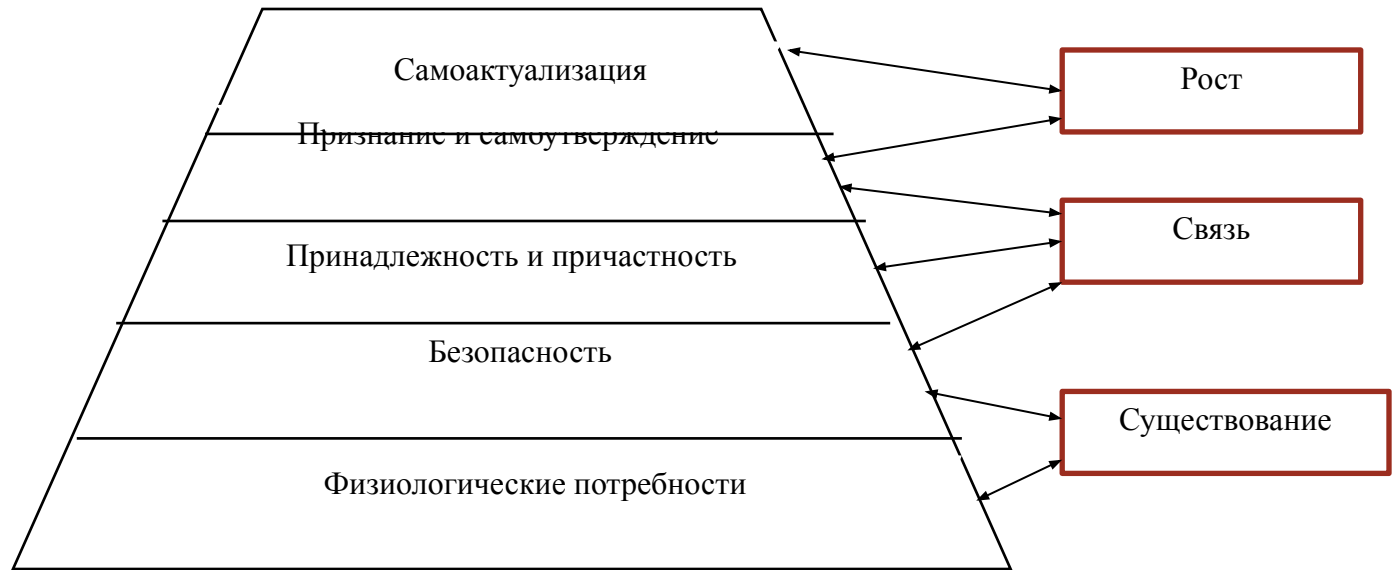 Самоактуализация
Рост
Признание и самоутверждение
Связь
Принадлежность и причастность
Безопасность
Существование
Физиологические потребности